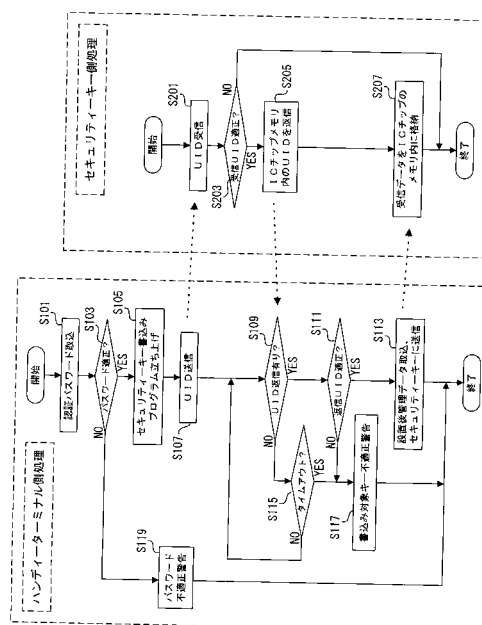 ハンディーターミナル側処理
開始
S101
認証パスワード取込
S103
パスワード適正?
NO
YES
S105
セキュリティーキー書込み
プログラム立ち上げ
S107
UID送信
S109
UID返信有り?
NO
YES
S111
返信UID適正?
NO
YES
S113
設置後管理データ取込、
セキュリティーキーに送信
S115
タイムアウト?
NO
YES
S117
書込み対象キー不適正警告
S119
パスワード
不適正警告
終了
セキュリティーキー側処理
開始
S201
UID受信
S203
受信UID適正?
NO
YES
S205
ICチップメモリ
内のUIDを返信
S207
受信データをICチップの
メモリ内に格納
終了